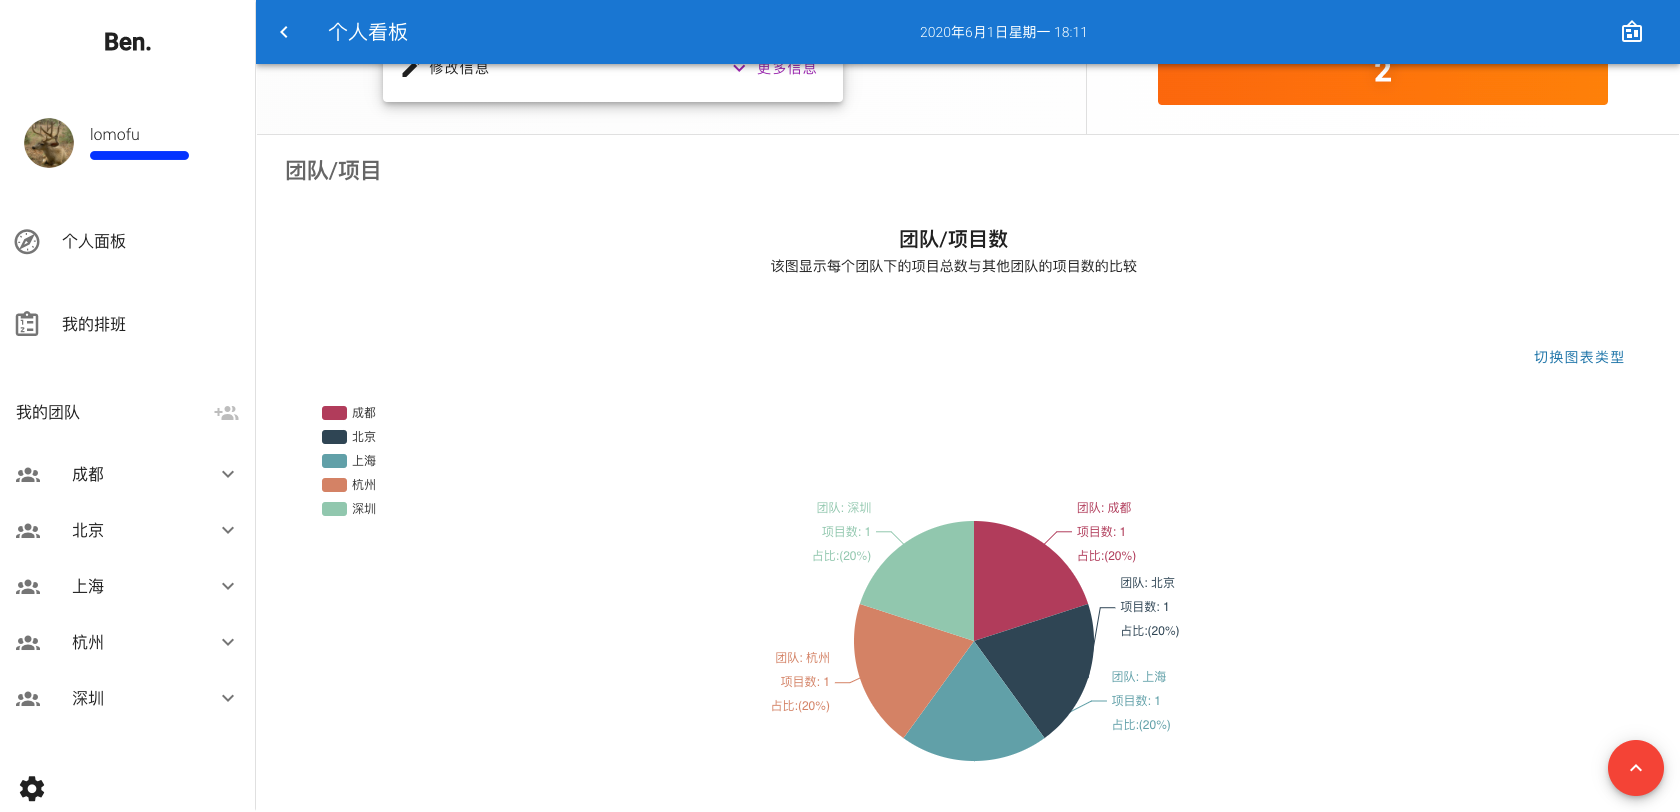 Ben.
个人看板
2020年6月1日星期一 18:11
修改信息
更多信息
2
lomofu
个人面板
我的排班
我的团队
成都
北京
上海
杭州
深圳
团队/项目
团队/项目数
该图显示每个团队下的项目总数与其他团队的项目数的比较
切换图表类型
成都
北京
上海
杭州
深圳
团队: 深圳
项目数: 1
占比:(20%)
团队: 成都
项目数: 1
占比:(20%)
团队: 北京
项目数: 1
占比:(20%)
团队: 杭州
项目数: 1
占比:(20%)
团队: 上海
项目数: 1
占比:(20%)